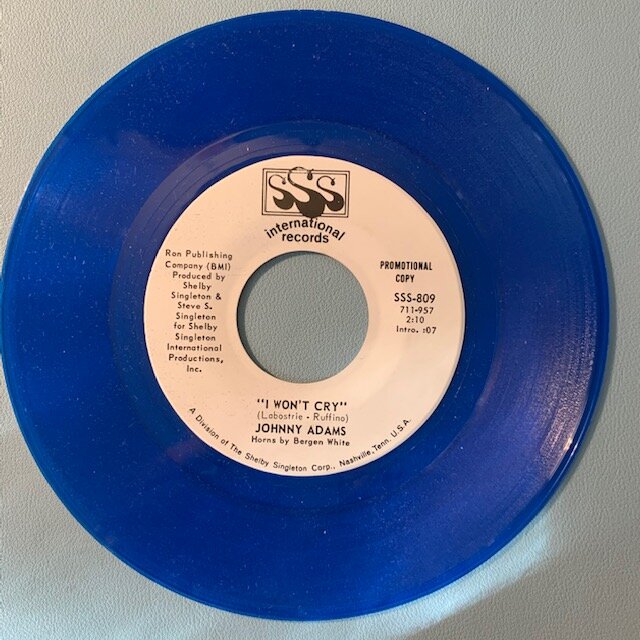 SSS
international
records
Ron Publishing
Company (BMI)
Produced by
Shelby
Singleton &
Steve S.
Singleton
for Shelby
Singleton
International
Productions,
Inc.
PROMOTIONAL
COPY
SSS-809
711-957
2:10
Intro. :07
"I WON'T CRY"
(Labostrie - Ruffino)
JOHNNY ADAMS
Horns by Bergen White
A Division of The Shelby Singleton Corp., Nashville, Tenn. U.S.A.